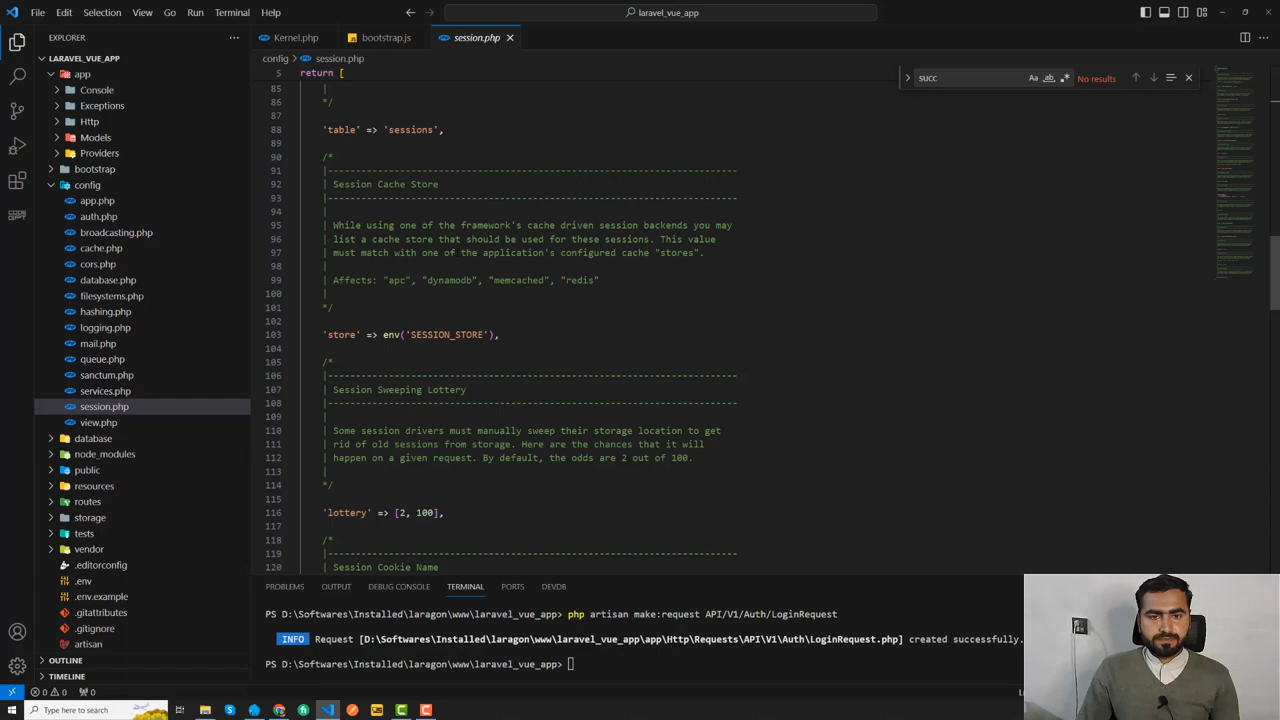 File Edit Selection View Go Run Terminal Help
laravel_vue_app
EXPLORER
Kernel.php
bootstrap.js
session.php
LARAVEL_VUE_APP
app
Console
Exceptions
Http
Models
Providers
bootstrap
config
app.php
auth.php
broadcasting.php
cache.php
cors.php
database.php
filesystems.php
hashing.php
logging.php
mail.php
queue.php
sanctum.php
services.php
session.php
view.php
database
node_modules
public
resources
routes
storage
tests
vendor
.editorconfig
.env
.env.example
.gitattributes
.gitignore
artisan
OUTLINE
TIMELINE
config > session.php
succ
Aa ab .* No results
5 return [
85 |
86 */
87
88 'table' => 'sessions',
89
90 /*
91 |--------------------------------------------------------------------------
92 | Session Cache Store
93 |--------------------------------------------------------------------------
94 |
95 | While using one of the framework's cache driven session backends you may
96 | list a cache store that should be used for these sessions. This value
97 | must match with one of the application's configured cache "stores".
98 |
99 | Affects: "apc", "dynamodb", "memcached", "redis"
100 |
101 */
102
103 'store' => env('SESSION_STORE'),
104
105 /*
106 |--------------------------------------------------------------------------
107 | Session Sweeping Lottery
108 |--------------------------------------------------------------------------
109 |
110 | Some session drivers must manually sweep their storage location to get
111 | rid of old sessions from storage. Here are the chances that it will
112 | happen on a given request. By default, the odds are 2 out of 100.
113 |
114 */
115
116 'lottery' => [2, 100],
117
118 /*
119 |--------------------------------------------------------------------------
120 | Session Cookie Name
PROBLEMS OUTPUT DEBUG CONSOLE TERMINAL PORTS DEVDB
PS D:\Softwares\Installed\laragon\www\laravel_vue_app> php artisan make:request API/V1/Auth/LoginRequest
INFO Request [D:\Softwares\Installed\laragon\www\laravel_vue_app\app\Http\Requests\API\V1\Auth\LoginRequest.php] created successfully.
PS D:\Softwares\Installed\laragon\www\laravel_vue_app>
0 0 0
Type here to search